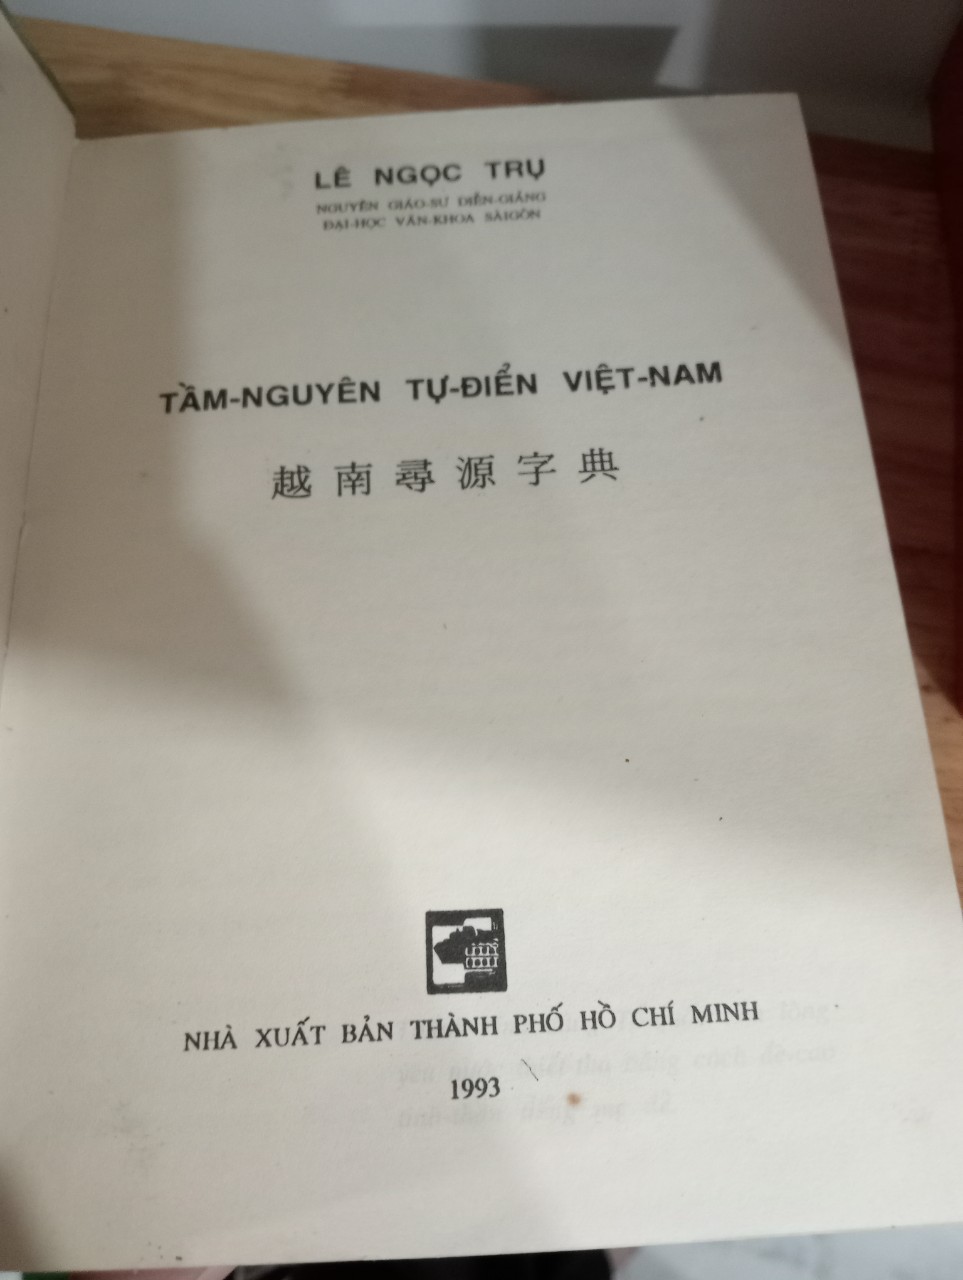 LÊ NGỌC TRỤ
NGUYÊN GIÁO-SƯ DIỄN-GIẢNG
ĐẠI-HỌC VĂN-KHOA SÀIGÒN
TẦM-NGUYÊN TỰ-ĐIỂN VIỆT-NAM
越南尋源字典
NHÀ XUẤT BẢN THÀNH PHỐ HỒ CHÍ MINH
1993